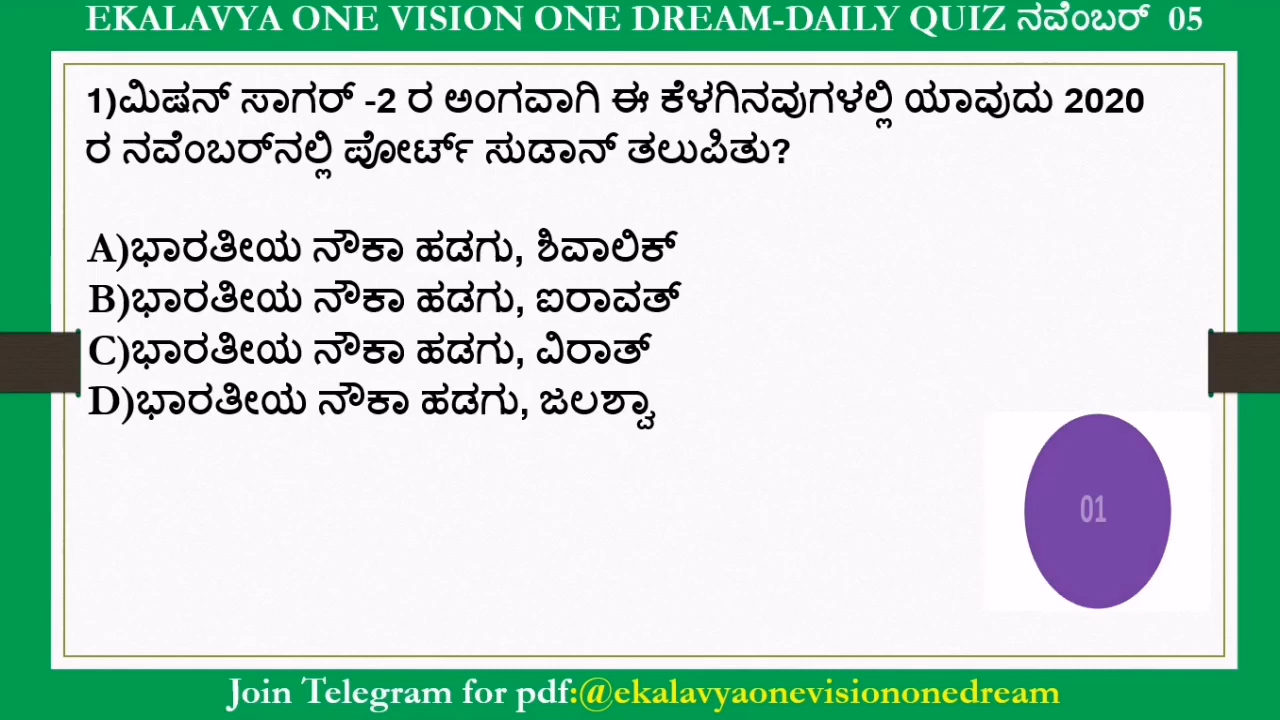 EKALAVYA ONE VISION ONE DREAM-DAILY QUIZ ನವೆಂಬರ್ 05
1)ಮಿಷನ್ ಸಾಗರ್ -2 ರ ಅಂಗವಾಗಿ ಈ ಕೆಳಗಿನವುಗಳಲ್ಲಿ ಯಾವುದು 2020
ರ ನವೆಂಬರ್‌ನಲ್ಲಿ ಪೋರ್ಟ್ ಸುಡಾನ್ ತಲುಪಿತು?
A)ಭಾರತೀಯ ನೌಕಾ ಹಡಗು, ಶಿವಾಲಿಕ್
B)ಭಾರತೀಯ ನೌಕಾ ಹಡಗು, ಐರಾವತ್
C)ಭಾರತೀಯ ನೌಕಾ ಹಡಗು, ವಿರಾತ್
D)ಭಾರತೀಯ ನೌಕಾ ಹಡಗು, ಜಲಶ್ವಾ
01
Join Telegram for pdf:@ekalavyaonevisiononedream